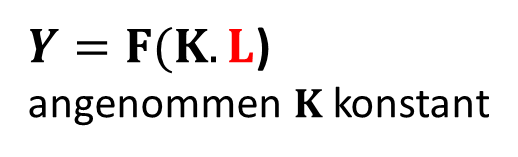 Y = F(K. L)
angenommen K konstant